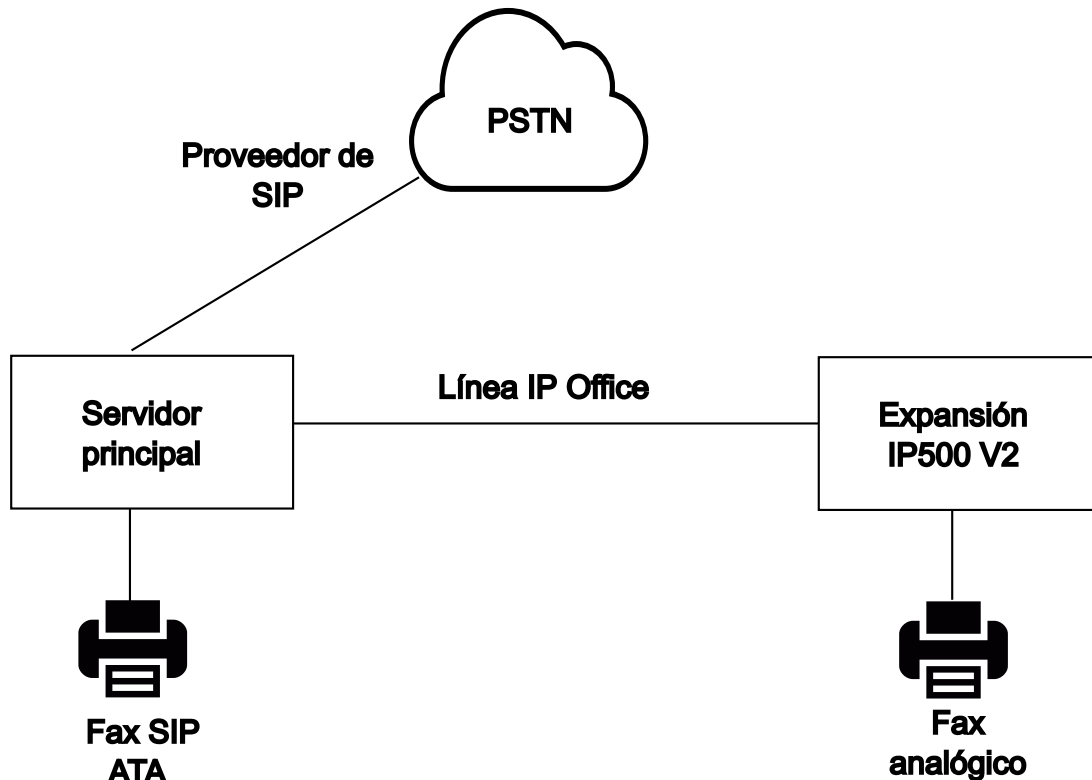 PSTN
Proveedor de
SIP
Línea IP Office
Servidor
principal
Expansión
IP500 V2
Fax SIP
ATA
Fax
analógico